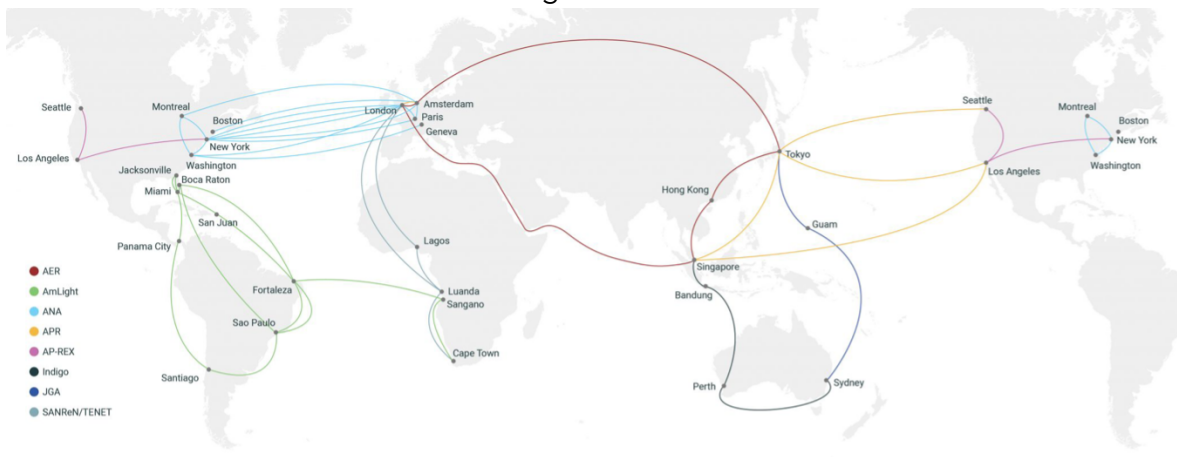 Seattle
Montreal
Boston
New York
Washington
Los Angeles
Jacksonville
Boca Raton
Miami
San Juan
Panama City
Fortaleza
Sao Paulo
Santiago
London
Amsterdam
Paris
Geneva
Lagos
Luanda
Sangano
Cape Town
Tokyo
Hong Kong
Guam
Singapore
Bandung
Perth
Sydney
Seattle
Los Angeles
Montreal
Boston
New York
Washington
AER
AmLight
ANA
APR
AP-REX
Indigo
JGA
SANReN/TENET